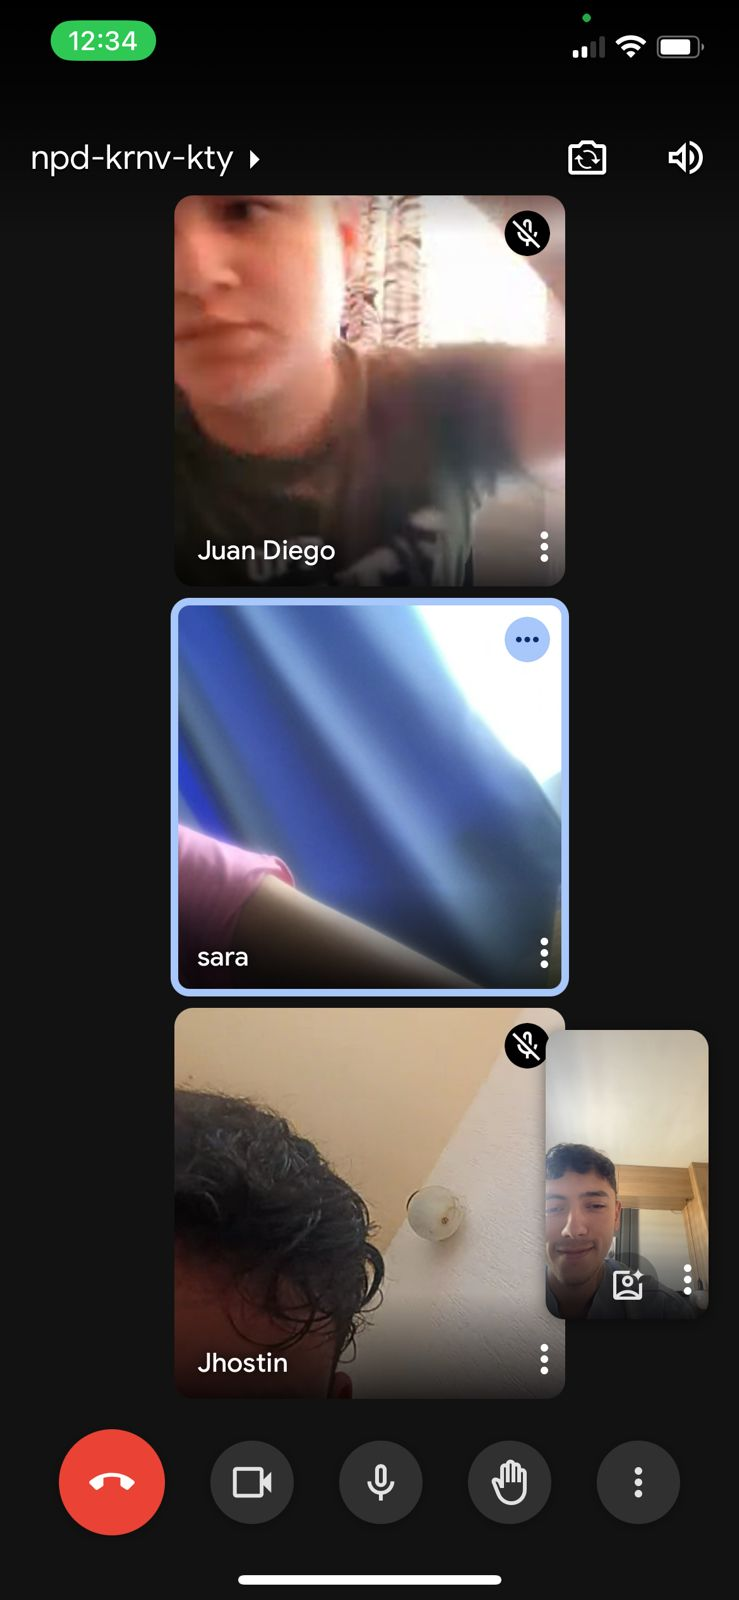 12:34
npd-krnv-kty
Juan Diego
sara
Jhostin